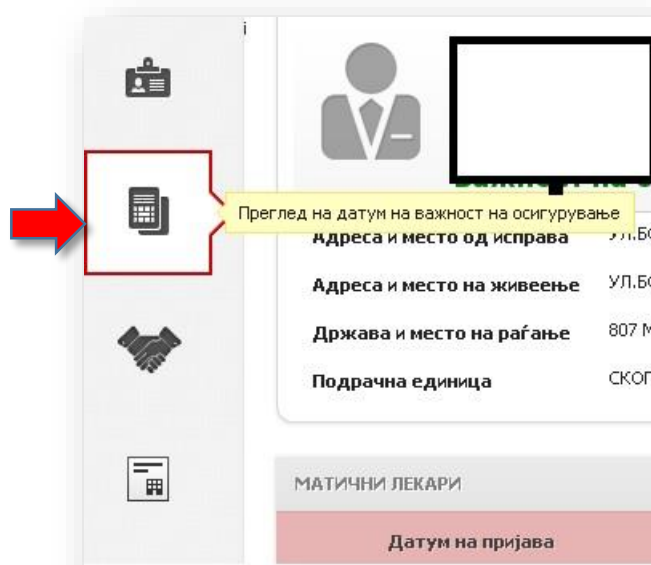 Преглед на датум на важност на осигурување
Адреса и место од исправа
Адреса и место на живеење
Држава и место на раѓање 807
Подрачна единица
МАТИЧНИ ЛЕКАРИ
Датум на пријава